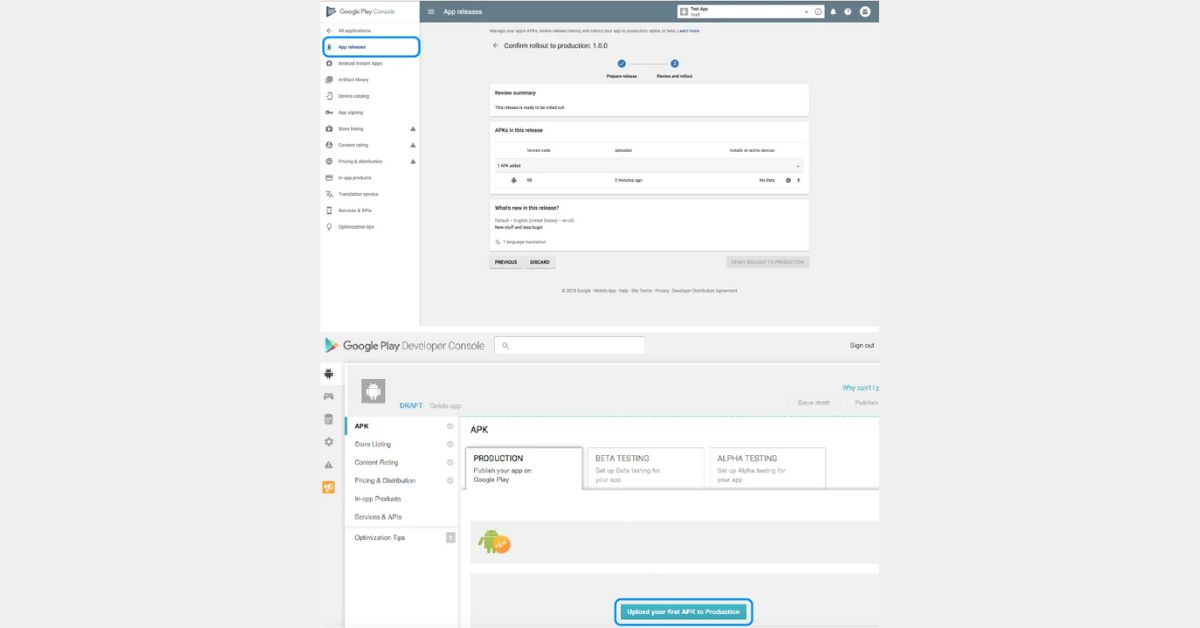 Google Play Console
App releases
Test App
Draft
All applications
App releases
Android Instant Apps
Artifact library
Device catalog
App signing
Store listing
Content rating
Pricing & distribution
In-app products
Translation service
Services & APIs
Optimization tips
Manage your app's APKs, review release history, and rollout your app to production, alpha, or beta. Learn more
Confirm rollout to production: 1.0.0
2
Prepare release
Review and rollout
Review summary
This release is ready to be rolled out
APKs in this release
Version code Uploaded Installs on active devices
1 APK added
98 2 minutes ago No data
What's new in this release?
Default – English (United States) – en-US
New stuff and less bugs!
1 language translation
PREVIOUS DISCARD START ROLLOUT TO PRODUCTION
© 2018 Google · Mobile App · Help · Site Terms · Privacy · Developer Distribution Agreement
Google Play Developer Console
Sign out
Why can't I p
DRAFT Delete app
Save draft Publish
APK
Store Listing
Content Rating
Pricing & Distribution
In-app Products
Services & APIs
Optimization Tips 1
APK
PRODUCTION
Publish your app on
Google Play
BETA TESTING
Set up Beta testing for
your app
ALPHA TESTING
Set up Alpha testing for
your app
NEW
Upload your first APK to Production